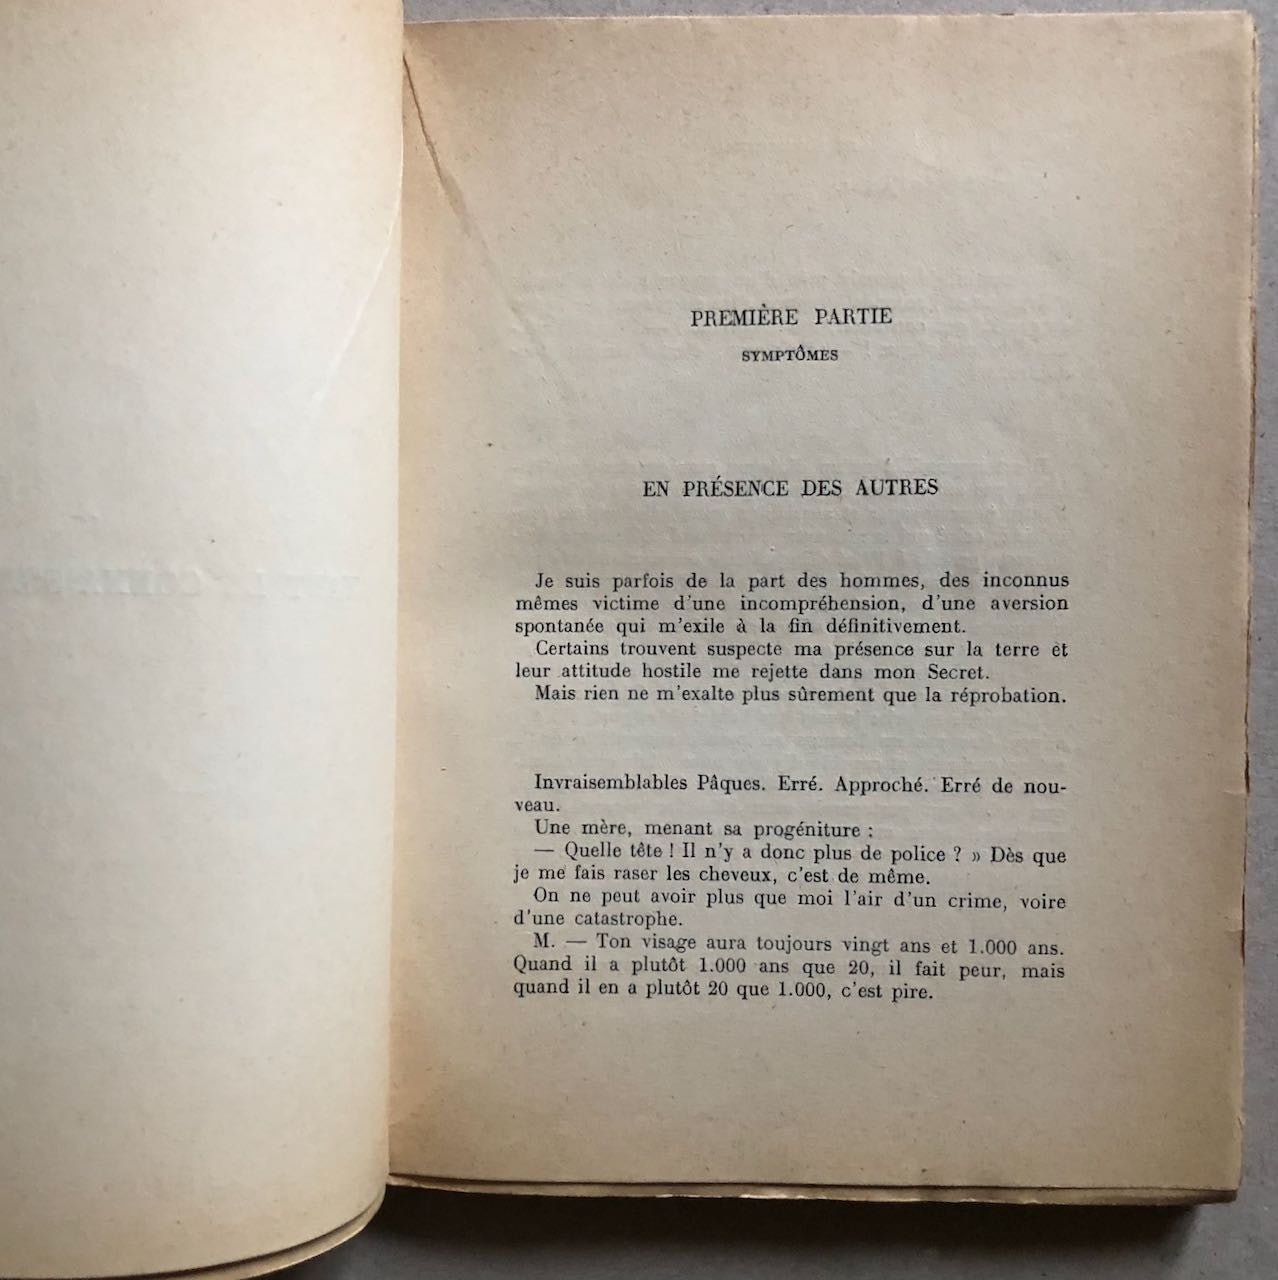 PREMIÈRE PARTIE
SYMPTÔMES
EN PRÉSENCE DES AUTRES
Je suis parfois de la part des hommes, des inconnus
mêmes victime d'une incompréhension, d'une aversion
spontanée qui m'exile à la fin définitivement.
Certains trouvent suspecte ma présence sur la terre et
leur attitude hostile me rejette dans mon Secret.
Mais rien ne m'exalte plus sûrement que la réprobation.
Invraisemblables Pâques. Erré. Approché. Erré de nou-
veau.
Une mère, menant sa progéniture :
— Quelle tête ! Il n'y a donc plus de police ? » Dès que
je me fais raser les cheveux, c'est de même.
On ne peut avoir plus que moi l'air d'un crime, voire
d'une catastrophe.
M. — Ton visage aura toujours vingt ans et 1.000 ans.
Quand il a plutôt 1.000 ans que 20, il fait peur, mais
quand il en a plutôt 20 que 1.000, c'est pire.